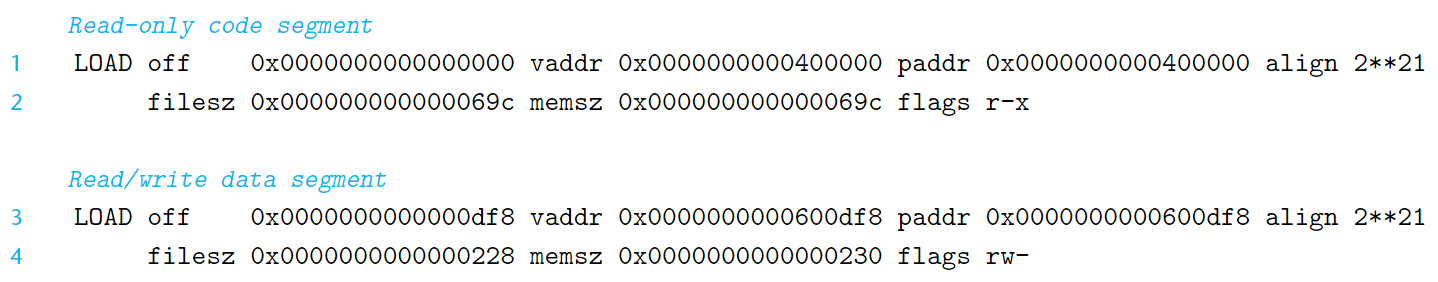 Read-only code segment
1 LOAD off 0x0000000000000000 vaddr 0x0000000000400000 paddr 0x0000000000400000 align 2**21
2 filesz 0x000000000000069c memsz 0x000000000000069c flags r-x
Read/write data segment
3 LOAD off 0x0000000000000df8 vaddr 0x0000000000600df8 paddr 0x0000000000600df8 align 2**21
4 filesz 0x0000000000000228 memsz 0x0000000000000230 flags rw-